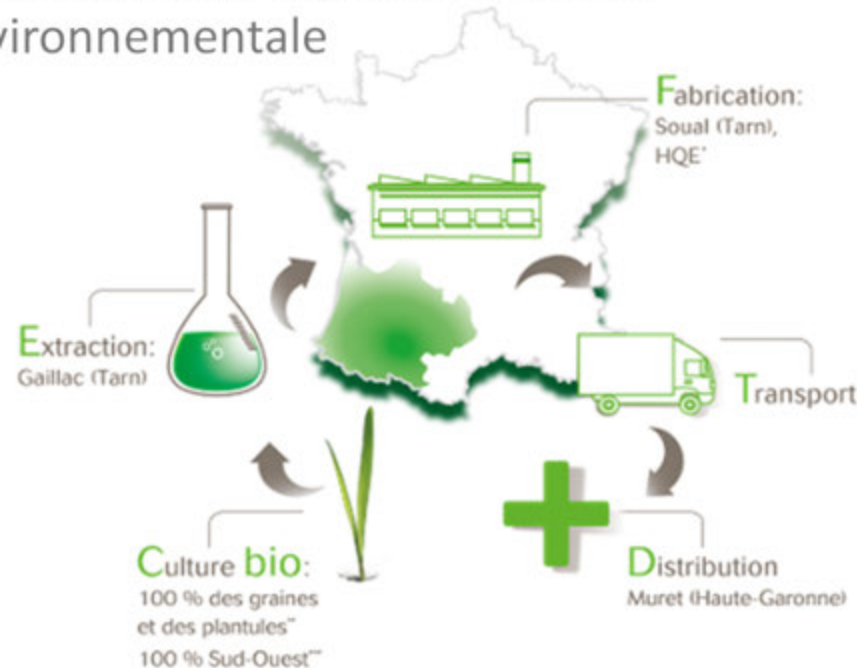 vironnementale
Fabrication:
Soual (Tarn),
HQE*
Extraction:
Gaillac (Tarn)
Transport
Culture bio:
100 % des graines
et des plantules**
100 % Sud-Ouest***
Distribution
Muret (Haute-Garonne)